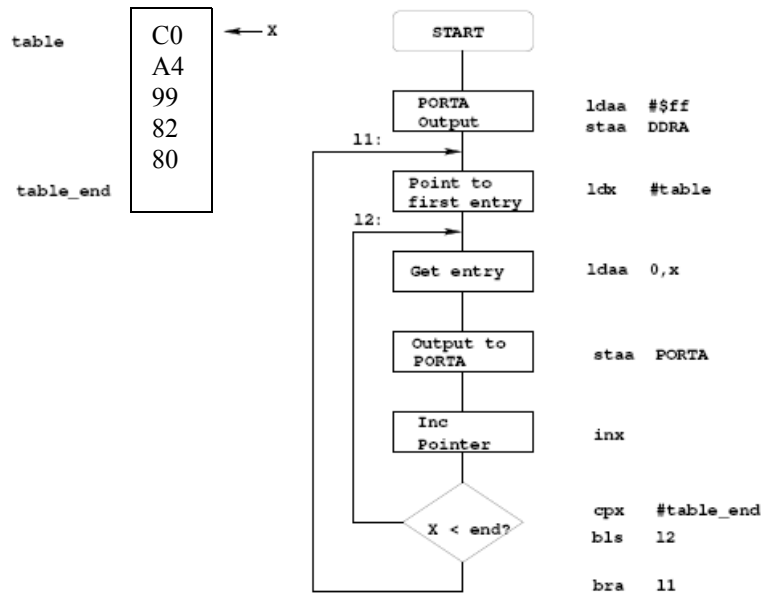 table
C0
A4
99
82
80
table_end
X
START
PORTA
Output
ldaa #$ff
staa DDRA
l1:
Point to
first entry
ldx #table
l2:
Get entry
ldaa 0,x
Output to
PORTA
staa PORTA
Inc
Pointer
inx
X < end?
cpx #table_end
bls l2
bra l1